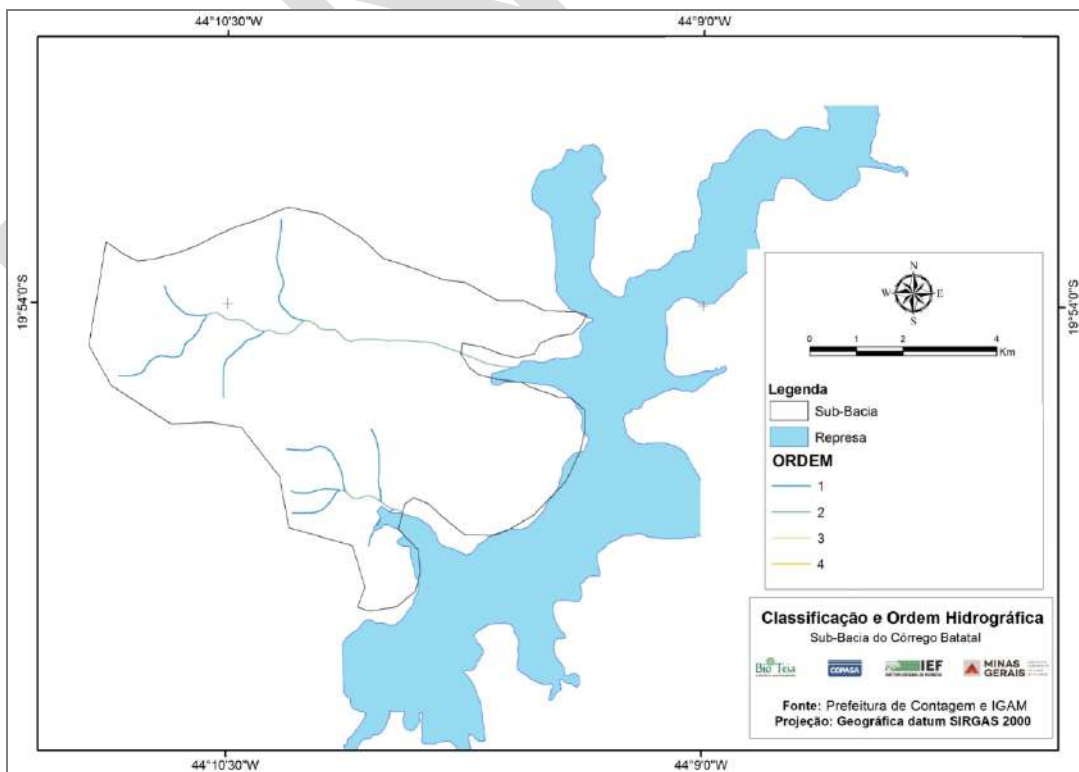 44°10'30"W
44°9'0"W
19°54'0"S
19°54'0"S
N
W
E
S
0
1
2
4
Km
Legenda
Sub-Bacia
Represa
ORDEM
1
2
3
4
Classificação e Ordem Hidrográfica
Sub-Bacia do Córrego Batatal
Bio Teia
COPASA
IEF
MINAS
GERAIS
Fonte: Prefeitura de Contagem e IGAM
Projeção: Geográfica datum SIRGAS 2000
44°10'30"W
44°9'0"W